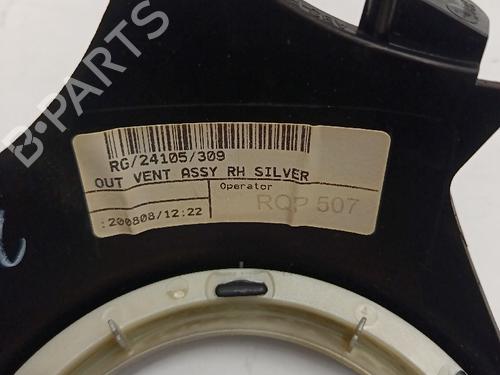 RG/24105/309
OUT VENT ASSY RH SILVER
Operator
:200808/12:22
RQP 507
B-PARTS